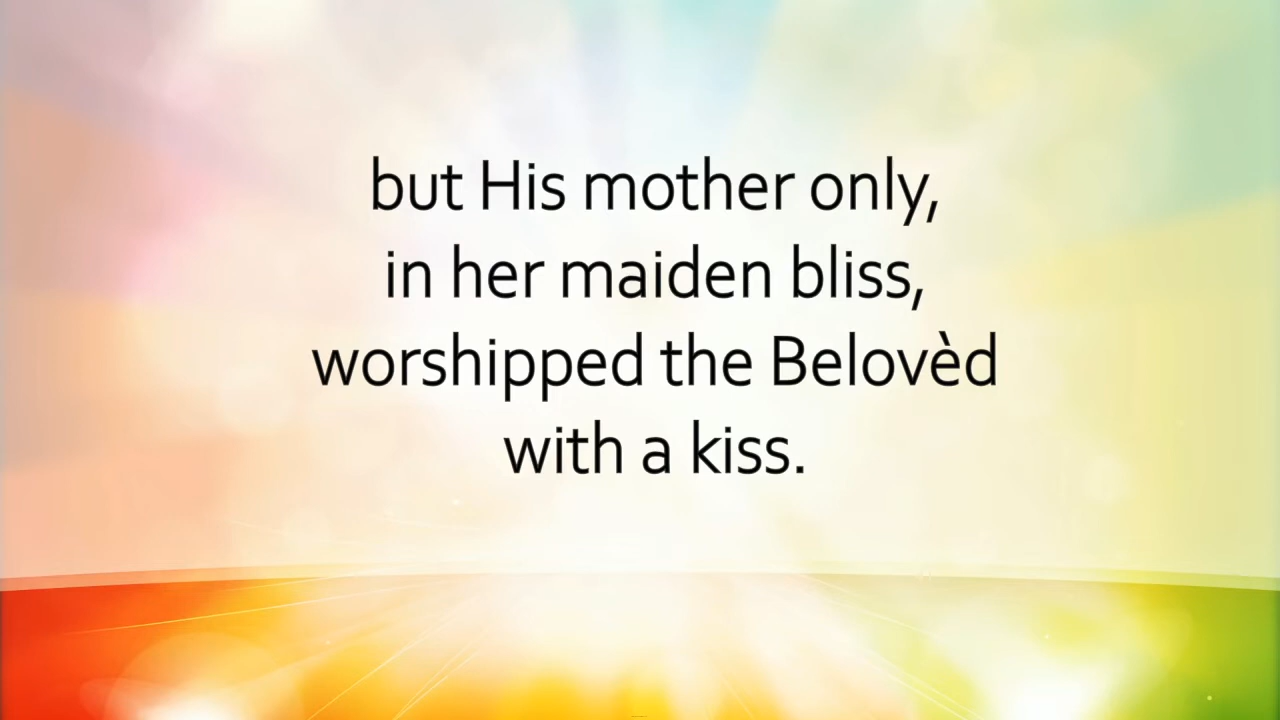 but His mother only,
in her maiden bliss,
worshipped the Belovèd
with a kiss.